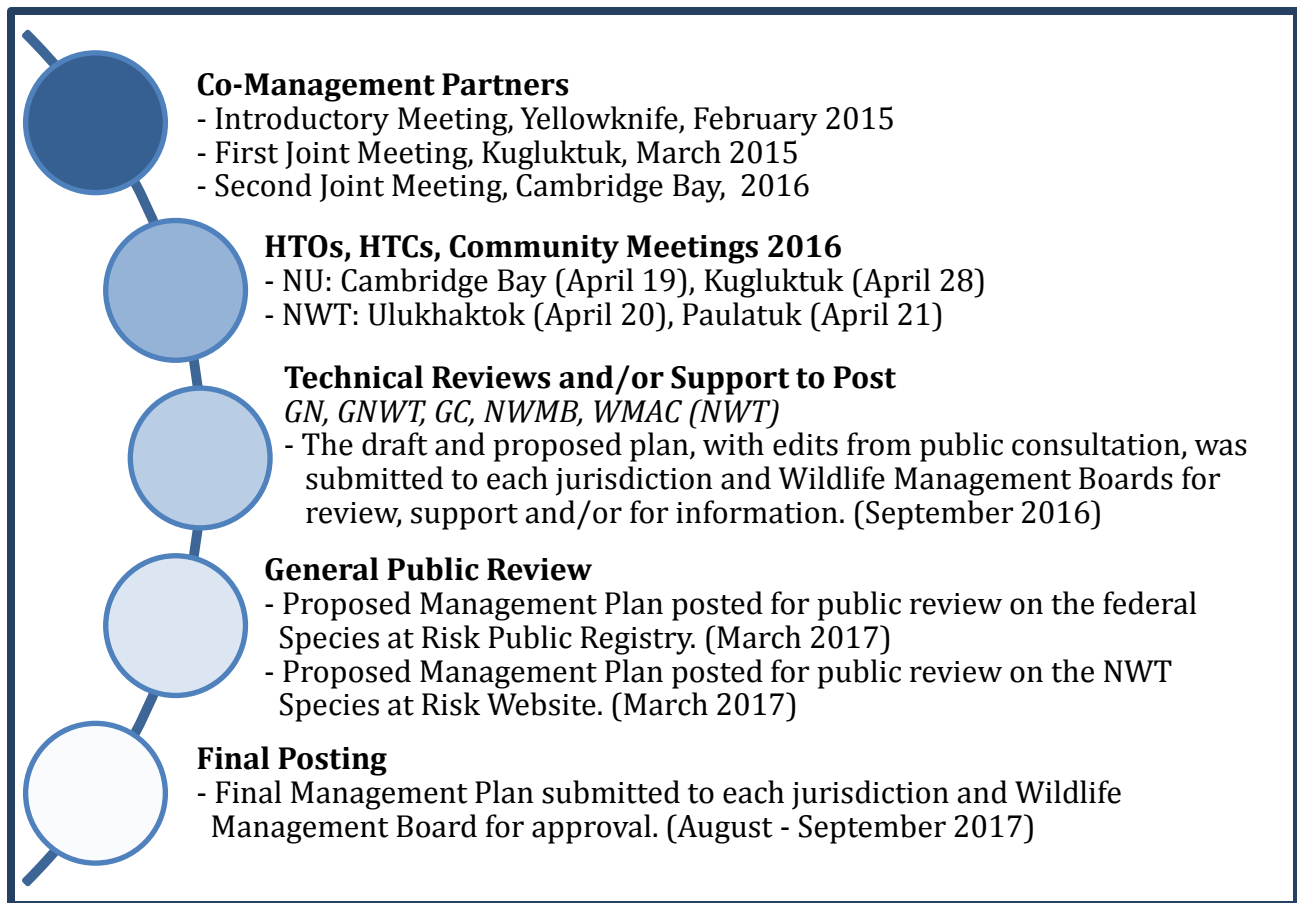 Co-Management Partners
- Introductory Meeting, Yellowknife, February 2015
- First Joint Meeting, Kugluktuk, March 2015
- Second Joint Meeting, Cambridge Bay,  2016
HTOs, HTCs, Community Meetings 2016
- NU: Cambridge Bay (April 19), Kugluktuk (April 28)
- NWT: Ulukhaktok (April 20), Paulatuk (April 21)
Technical Reviews and/or Support to Post
GN, GNWT, GC, NWMB, WMAC (NWT)
- The draft and proposed plan, with edits from public consultation, was
submitted to each jurisdiction and Wildlife Management Boards for
review, support and/or for information. (September 2016)
General Public Review
- Proposed Management Plan posted for public review on the federal
Species at Risk Public Registry. (March 2017)
- Proposed Management Plan posted for public review on the NWT
Species at Risk Website. (March 2017)
Final Posting
- Final Management Plan submitted to each jurisdiction and Wildlife
Management Board for approval. (August - September 2017)